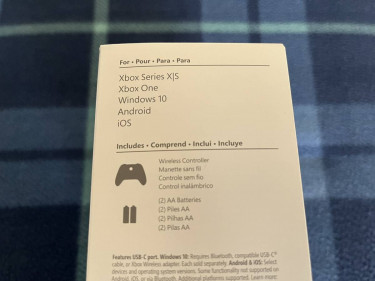 For • Pour • Para • Para
Xbox Series X|S
Xbox One
Windows 10
Android
iOS
Includes • Comprend • Inclui • Incluye
Wireless Controller
Manette sans fil
Controle sem fio
Control inalámbrico
(2) AA Batteries
(2) Piles AA
(2) Pilhas AA
(2) Pilas AA
Features USB-C port. Windows 10: Requires Bluetooth, compatible USB-C®
cable, or Xbox Wireless adapter. Each sold separately. Android & iOS: Select
devices and operating system versions. Some functionality not supported on
Android, iOS, or via Bluetooth. Additional platforms supported. Learn more: